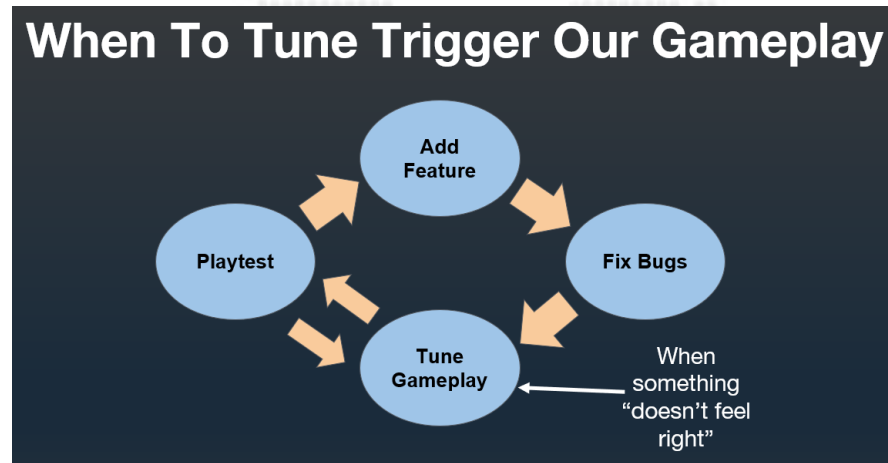 When To Tune Trigger Our Gameplay
Add
Feature
Playtest
Fix Bugs
Tune
Gameplay
When
something
“doesn’t feel
right”